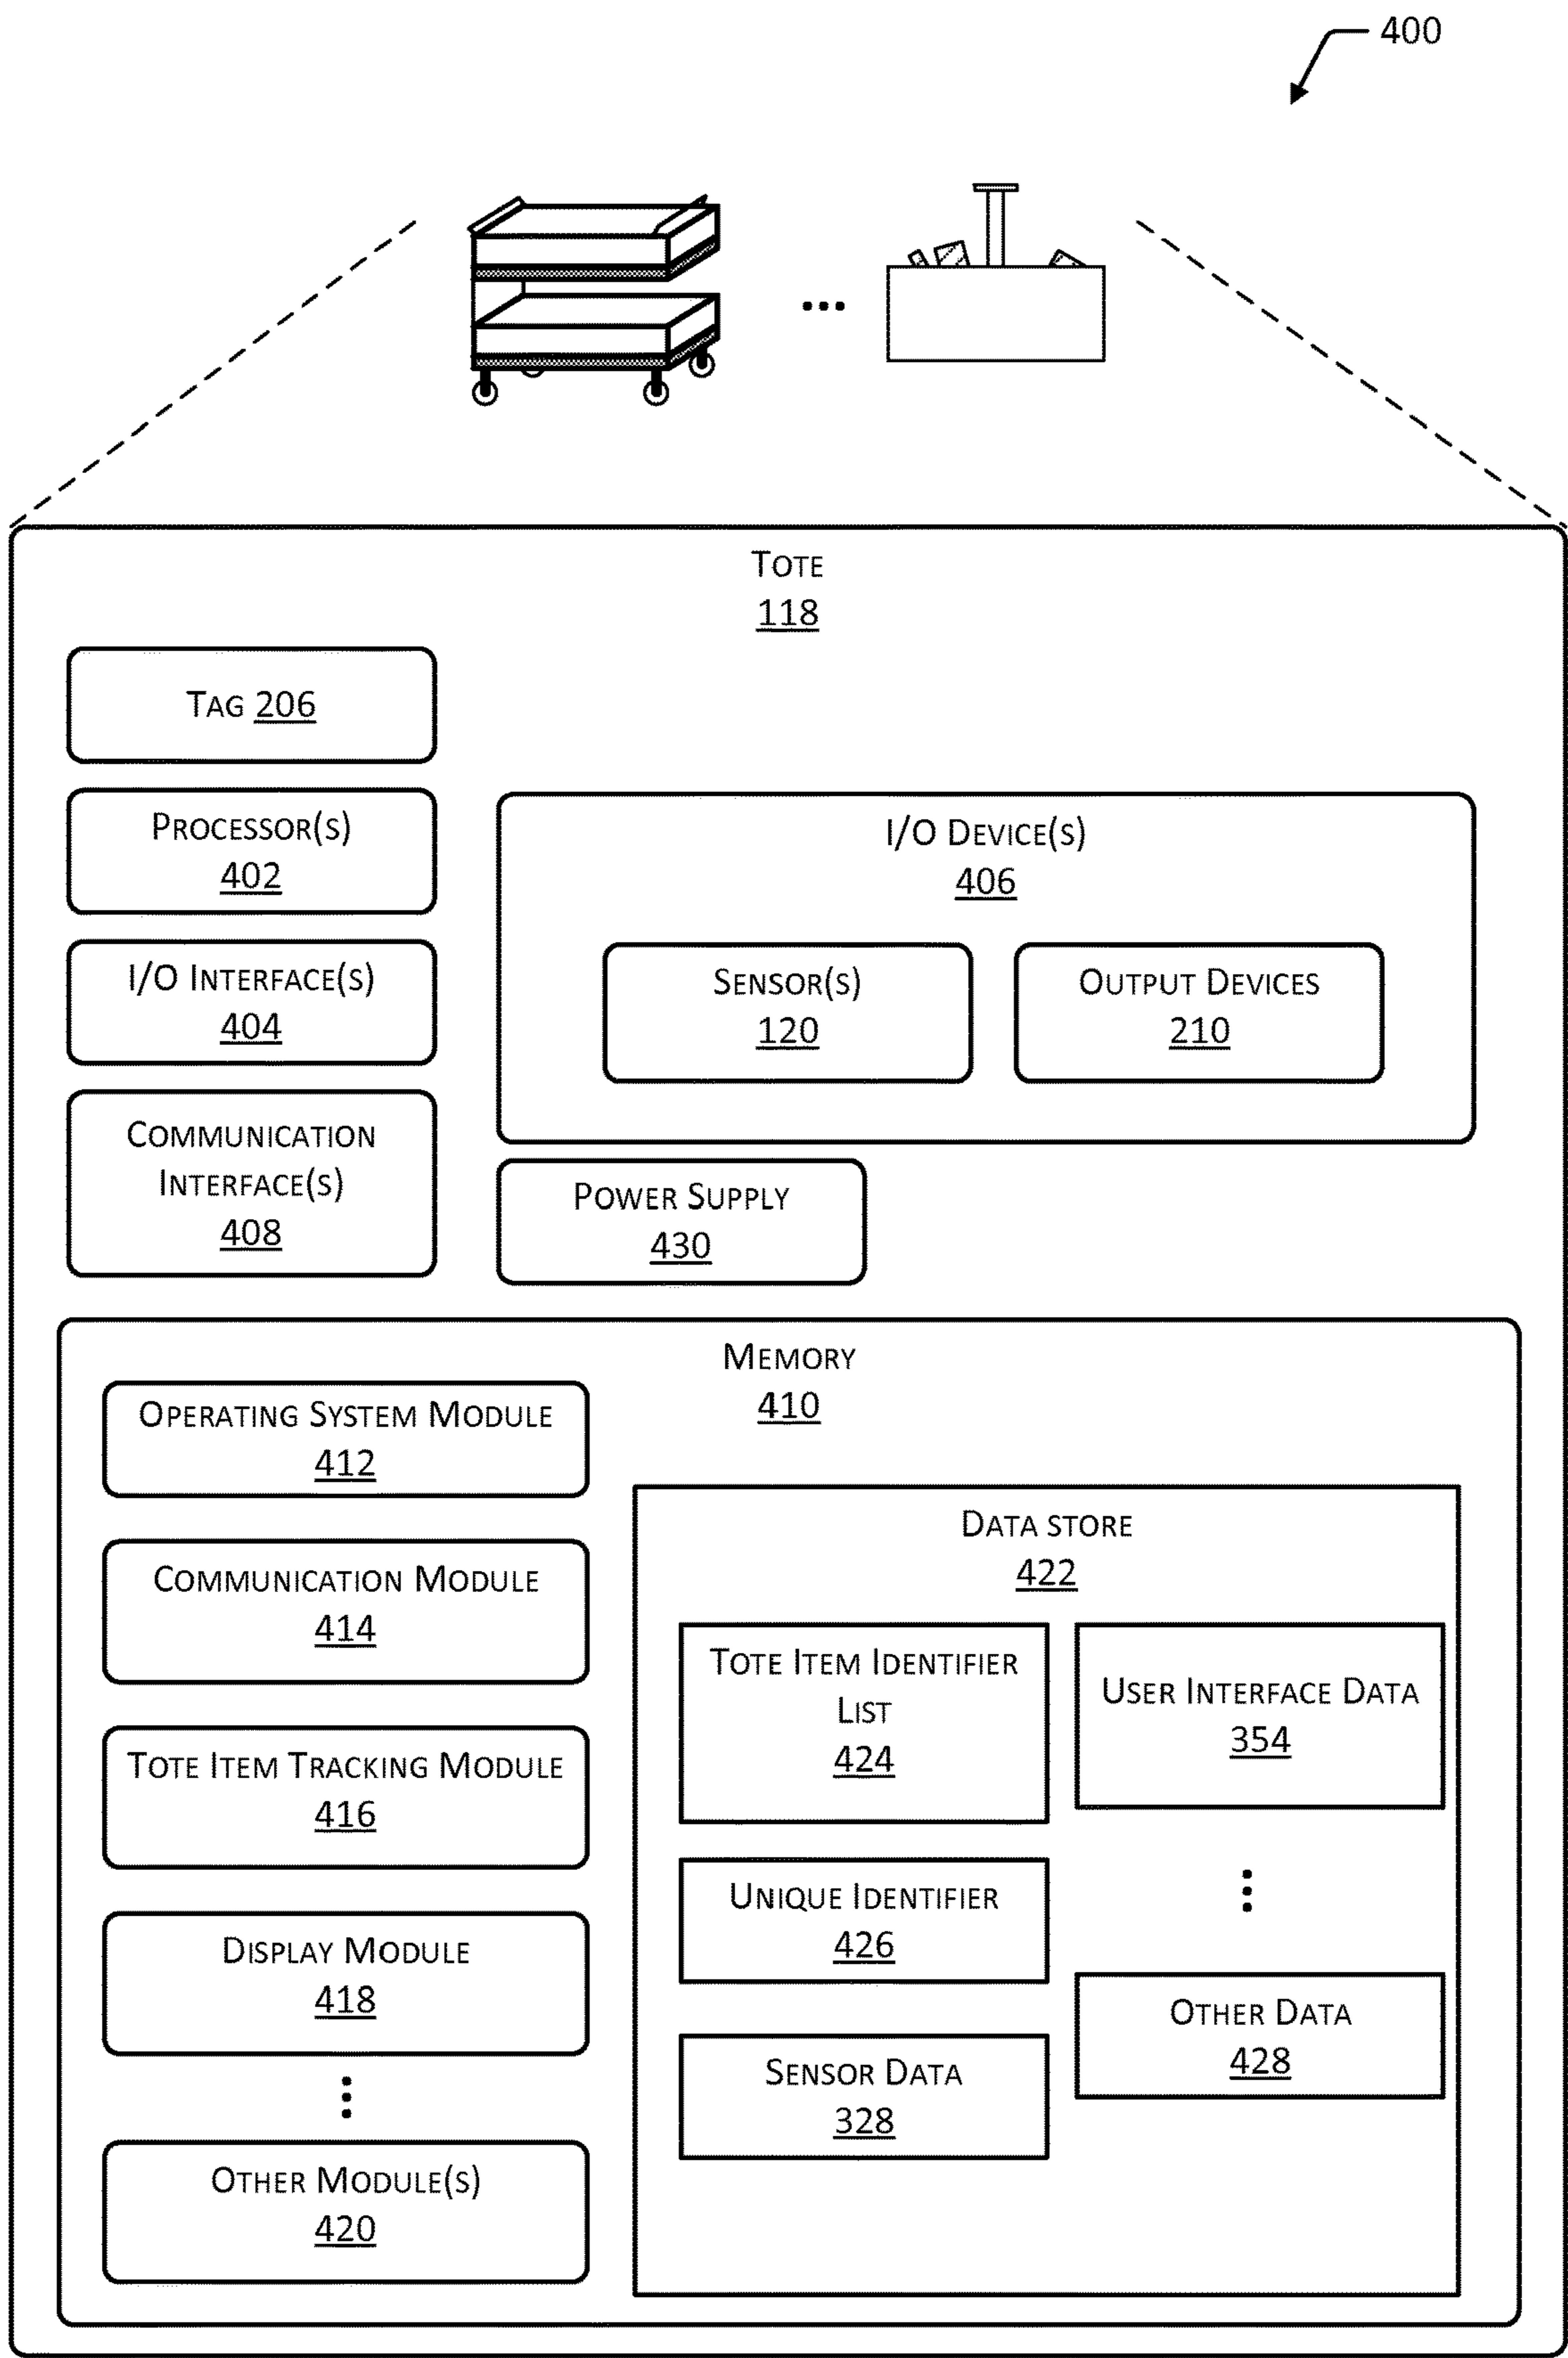 400
Tote
118
Tag 206
Processor(s)
402
I/O Interface(s)
404
Communication
Interface(s)
408
I/O Device(s)
406
Sensor(s)
120
Output Devices
210
Power Supply
430
Memory
410
Operating System Module
412
Communication Module
414
Tote Item Tracking Module
416
Display Module
418
Other Module(s)
420
Data store
422
Tote Item Identifier
List
424
Unique Identifier
426
Sensor Data
328
User Interface Data
354
Other Data
428